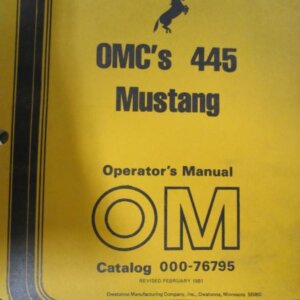 OMC's 445
Mustang
Operator's Manual
OM
Catalog 000-76795
REVISED FEBRUARY 1981
Owatonna Manufacturing Company, Inc., Owatonna, Minnesota 55060